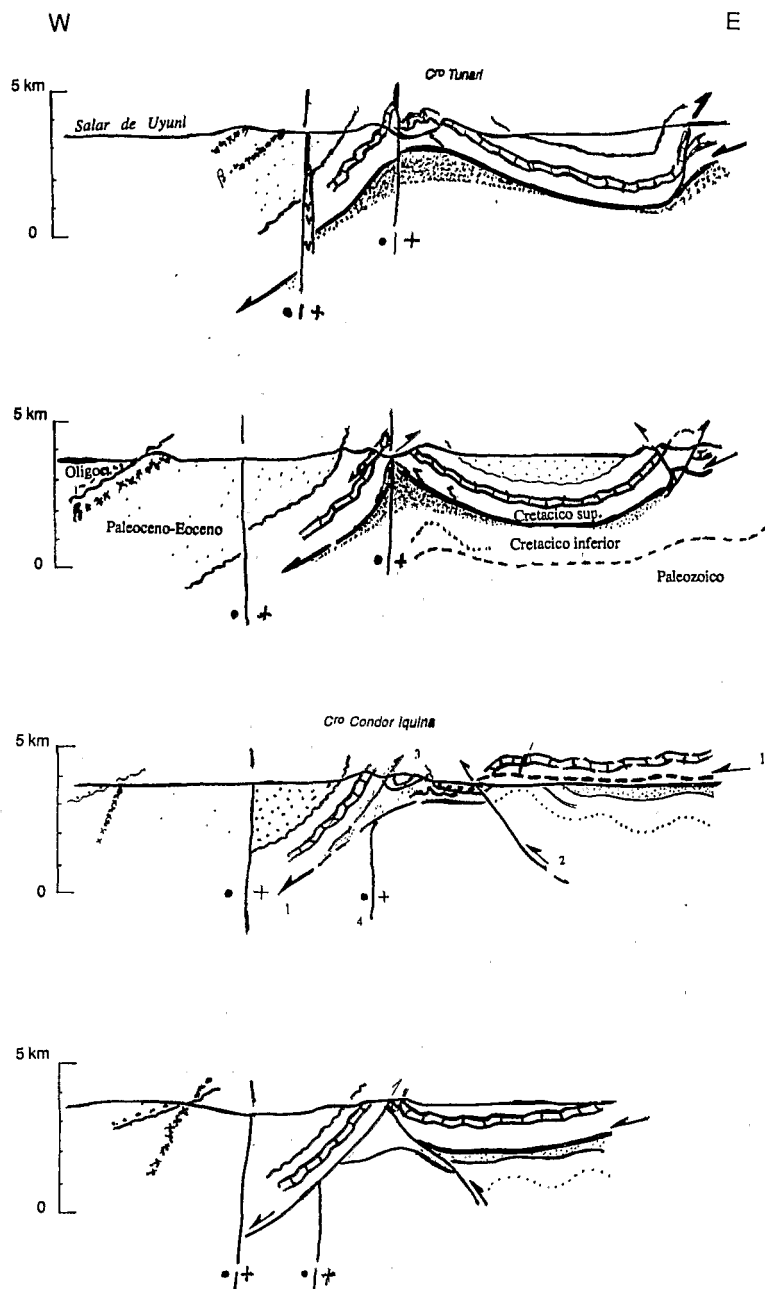 W E
Cro Tunari
5 km
Salar de Uyuni
β
0
5 km
Oligoc.
Paleoceno-Eoceno
Cretacico sup.
Cretacico inferior
Paleozoico
0
Cro Condor Iquina
5 km
3
1
2
0
1
4
5 km
0